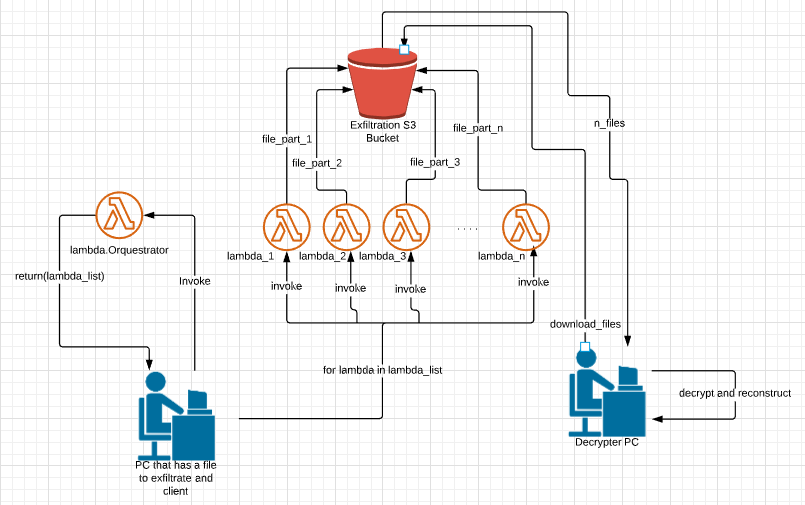 Exfiltration S3
Bucket
n_files
file_part_1
file_part_2
file_part_3
file_part_n
. . . .
lambda.Orquestrator
lambda_1
lambda_2
lambda_3
lambda_n
return(lambda_list)
Invoke
invoke
invoke
invoke
invoke
download_files
for lambda in lambda_list
decrypt and reconstruct
Decrypter PC
PC that has a file
to exfiltrate and
client